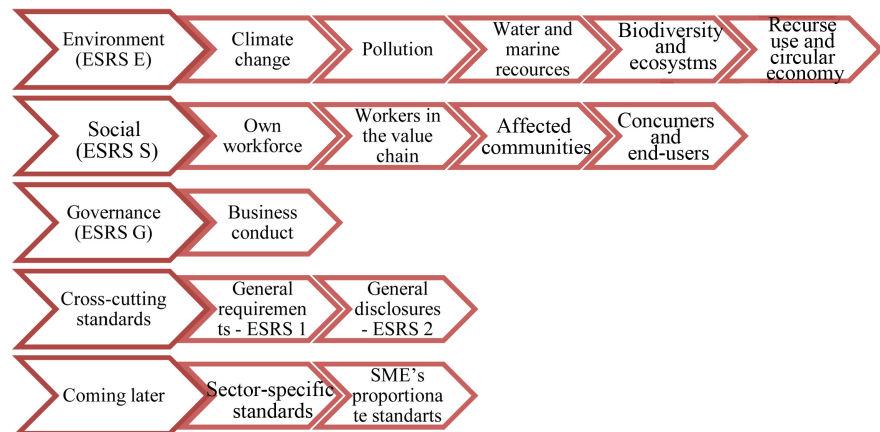 Environment
(ESRS E)
Climate
change
Pollution
Water and
marine
recources
Biodiversity
and
ecosystms
Recurse
use and
circular
economy
Social
(ESRS S)
Own
workforce
Workers in
the value
chain
Affected
communities
Concumers
and
end-users
Governance
(ESRS G)
Business
conduct
Cross-cutting
standards
General
requiremen
ts - ESRS 1
General
disclosures
- ESRS 2
Coming later
Sector-specific
standards
SME's
proportiona
te standarts